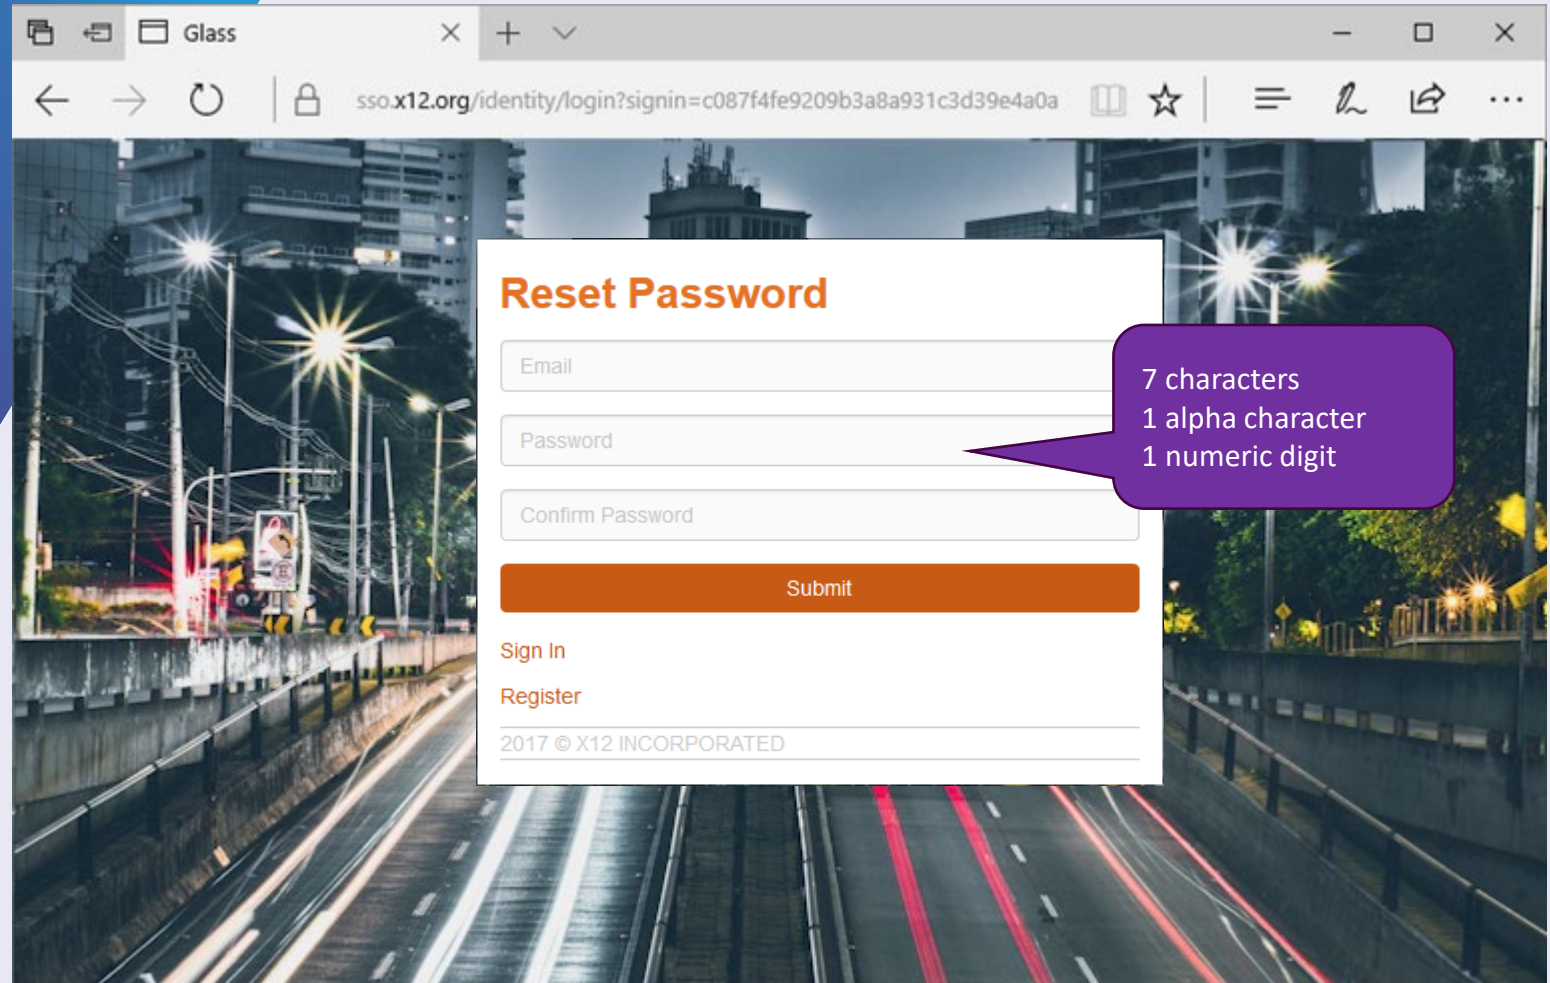 Glass
sso.x12.org/identity/login?signin=c087f4fe9209b3a8a931c3d39e4a0a
Reset Password
Email
Password
Confirm Password
7 characters
1 alpha character
1 numeric digit
Submit
Sign In
Register
2017 © X12 INCORPORATED